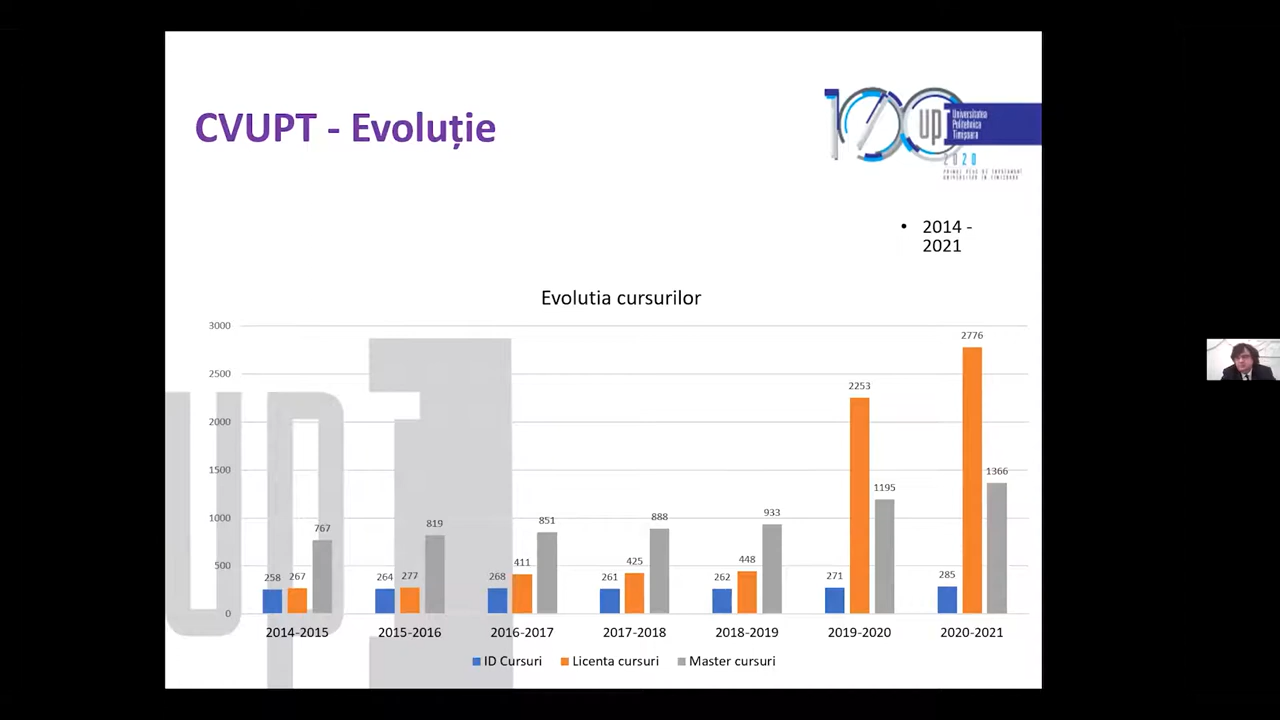 CVUPT - Evoluție
100
upt
Universitatea
Politehnica
Timișoara
2020
• 2014 -
2021
Evolutia cursurilor
3000
2500
2000
1500
1000
500
0
258 267 767
264 277 819
268 411 851
261 425 888
262 448 933
271 2253 1195
285 2776 1366
2014-2015 2015-2016 2016-2017 2017-2018 2018-2019 2019-2020 2020-2021
ID Cursuri Licenta cursuri Master cursuri
UPT